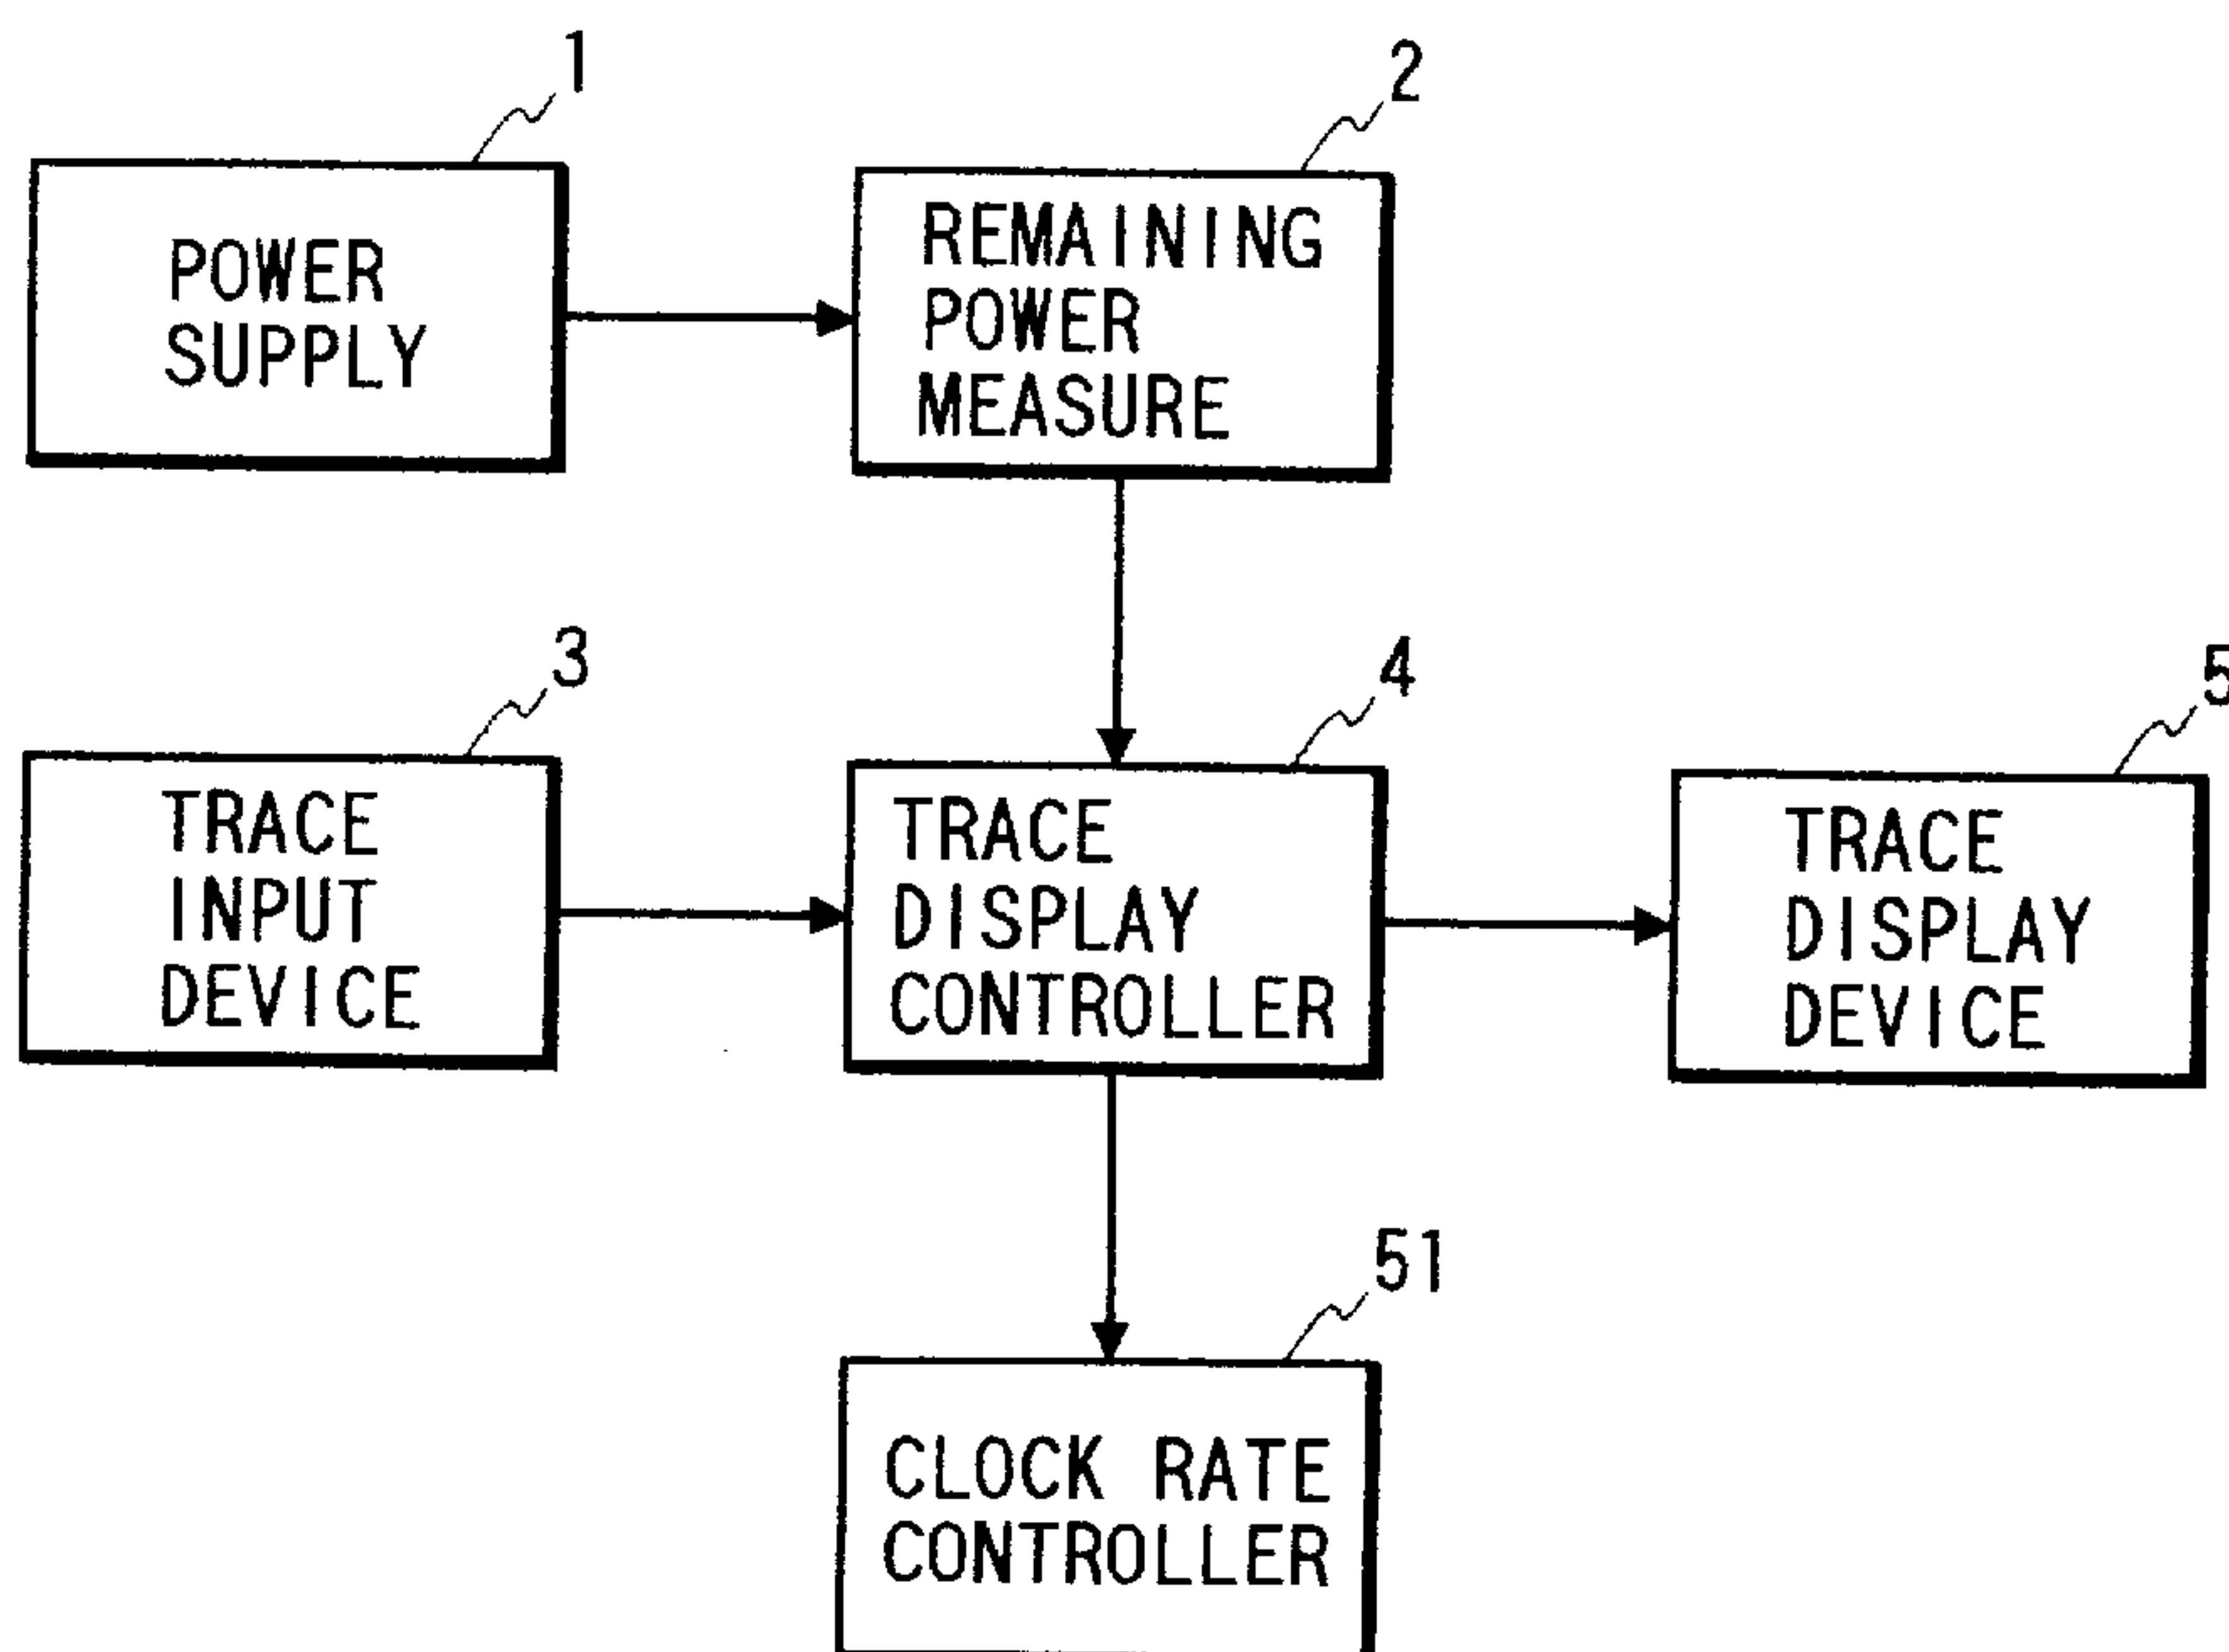 1
POWER
SUPPLY
2
REMAINING
POWER
MEASURE
3
TRACE
INPUT
DEVICE
4
TRACE
DISPLAY
CONTROLLER
5
TRACE
DISPLAY
DEVICE
51
CLOCK RATE
CONTROLLER